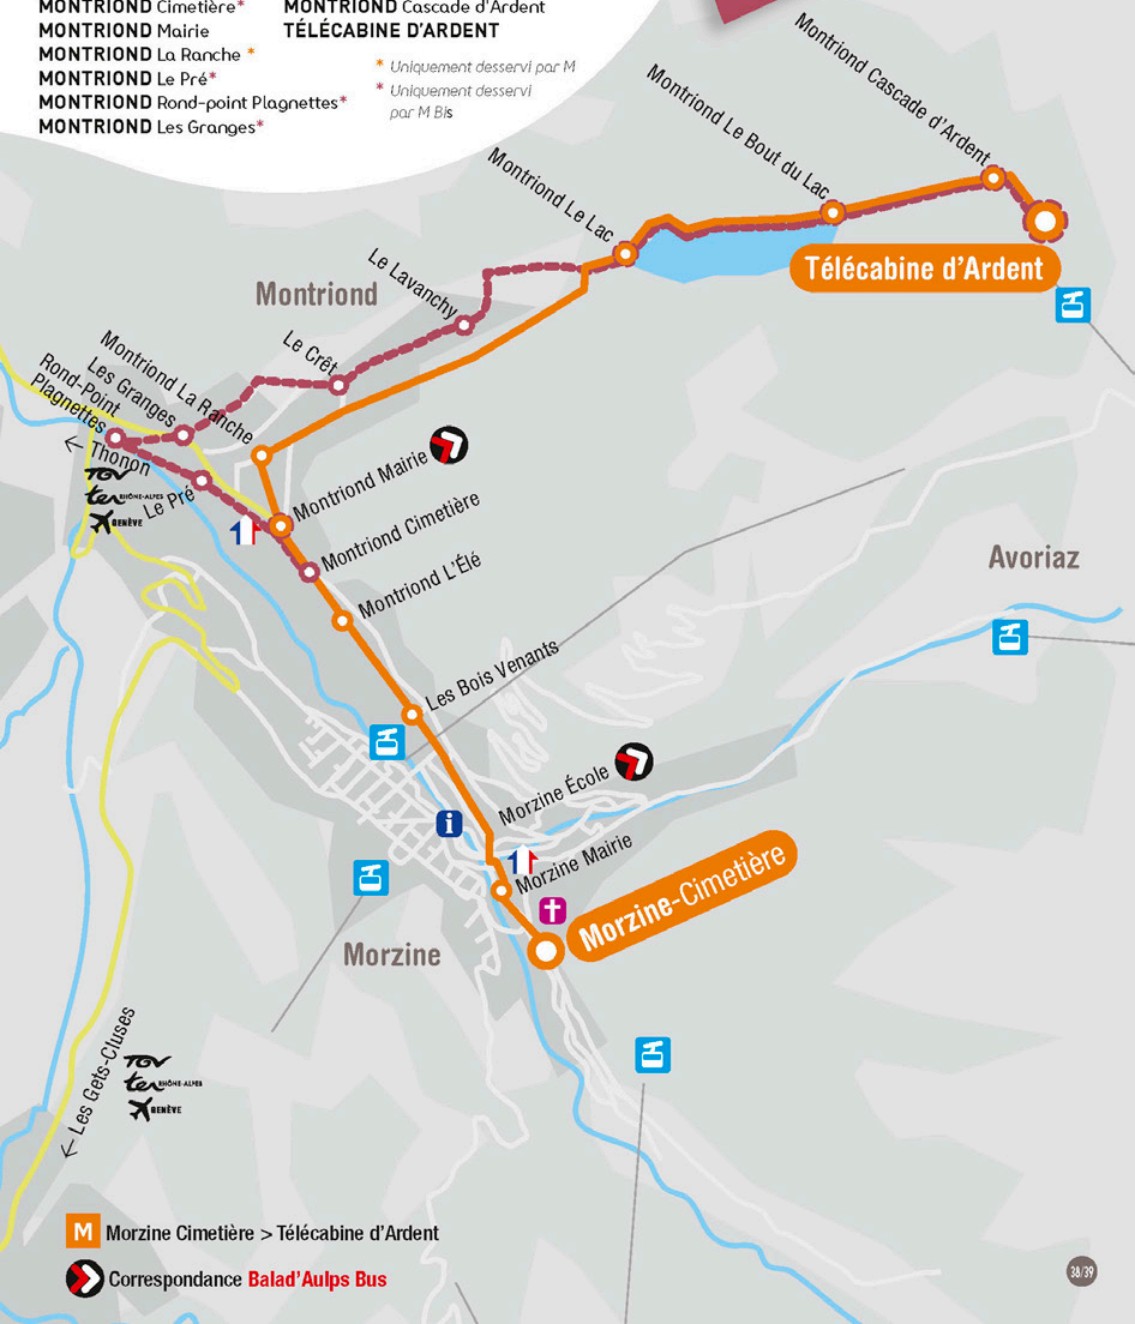 MONTRIOND Cimetière*
MONTRIOND Mairie
MONTRIOND La Ranche *
MONTRIOND Le Pré*
MONTRIOND Rond-point Plagnettes*
MONTRIOND Les Granges*
MONTRIOND Cascade d'Ardent
TÉLÉCABINE D'ARDENT
* Uniquement desservi par M
* Uniquement desservi
par M Bis
Montriond Cascade d'Ardent
Montriond Le Bout du Lac
Montriond Le Lac
Télécabine d'Ardent
Le Lavanchy
Montriond
Le Crêt
Montriond La Ranche
Les Granges
Rond-Point
Plagnettes
← Thonon
TGV
ter RHÔNE-ALPES
GENÈVE
Le Pré
Montriond Mairie
Montriond Cimetière
Montriond L'Élé
Avoriaz
Les Bois Venants
Morzine École
i
Morzine Mairie
Morzine-Cimetière
Morzine
← Les Gets-Cluses
TGV
ter RHÔNE-ALPES
GENÈVE
M Morzine Cimetière > Télécabine d'Ardent
Correspondance Balad'Aulps Bus
38/39